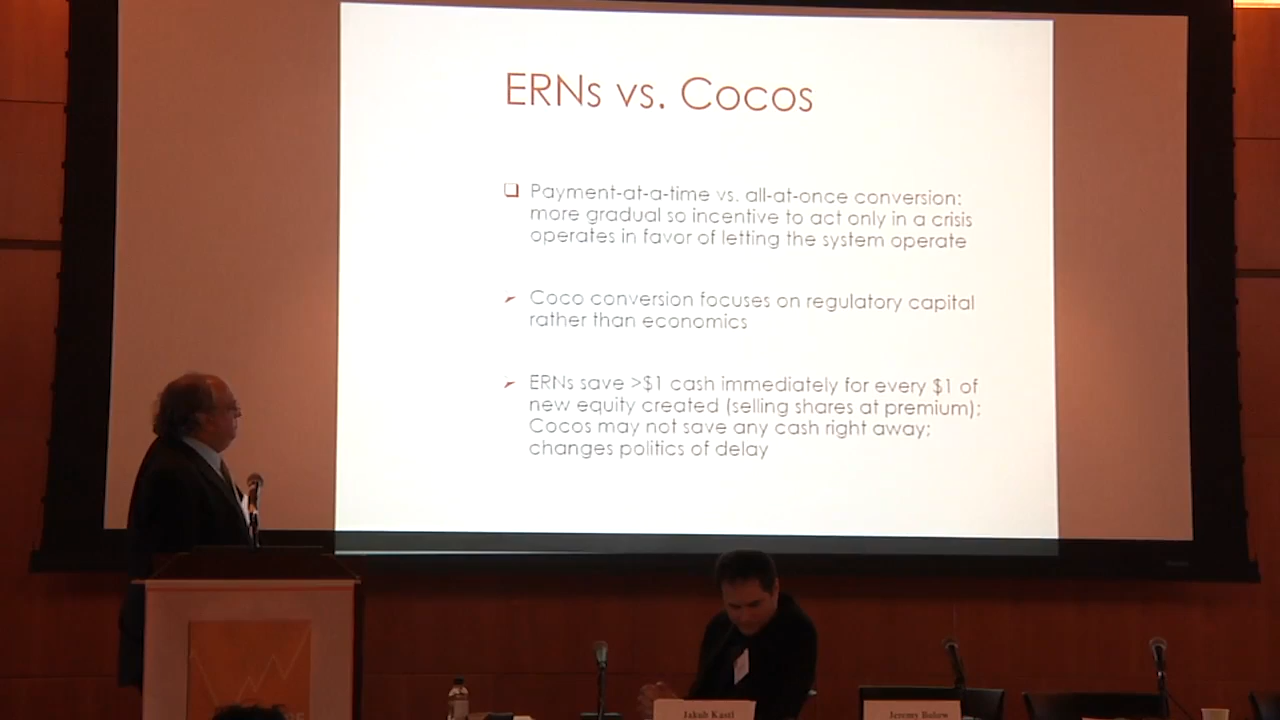 ERNs vs. Cocos
Payment-at-a-time vs. all-at-once conversion:
more gradual so incentive to act only in a crisis
operates in favor of letting the system operate
Coco conversion focuses on regulatory capital
rather than economics
ERNs save >$1 cash immediately for every $1 of
new equity created (selling shares at premium);
Cocos may not save any cash right away;
changes politics of delay
Jakub Kastl
Jeremy Bulow